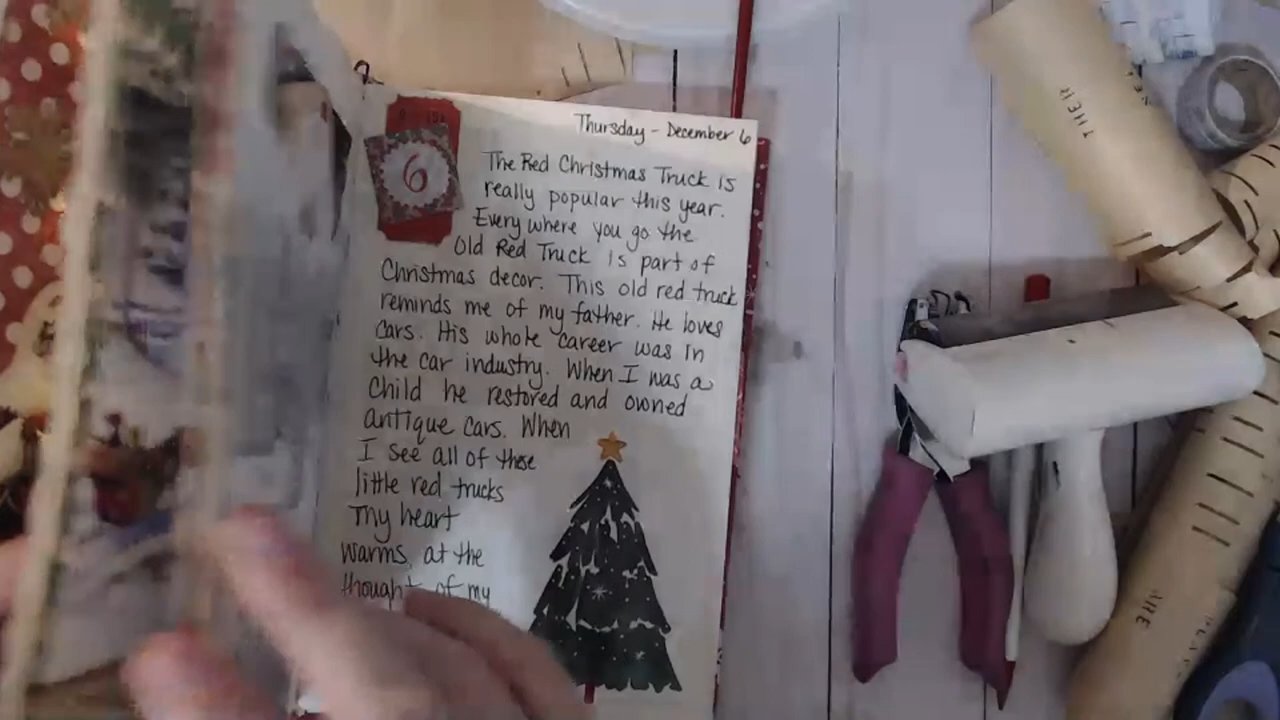 Thursday - December 6
6
The Red Christmas Truck is
really popular this year.
Every where you go the
Old Red Truck is part of
Christmas decor. This old red truck
reminds me of my father. He loves
cars. His whole career was in
the car industry. When I was a
child he restored and owned
antique cars. When
I see all of these
little red trucks
my heart
warms, at the
thought of my
THEIR
ARE